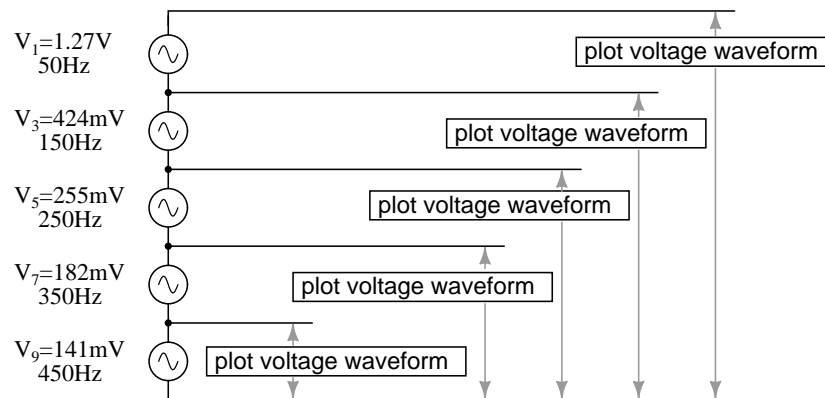 V₁=1.27V
50Hz
plot voltage waveform
V₃=424mV
150Hz
plot voltage waveform
V₅=255mV
250Hz
plot voltage waveform
V₇=182mV
350Hz
plot voltage waveform
V₉=141mV
450Hz
plot voltage waveform